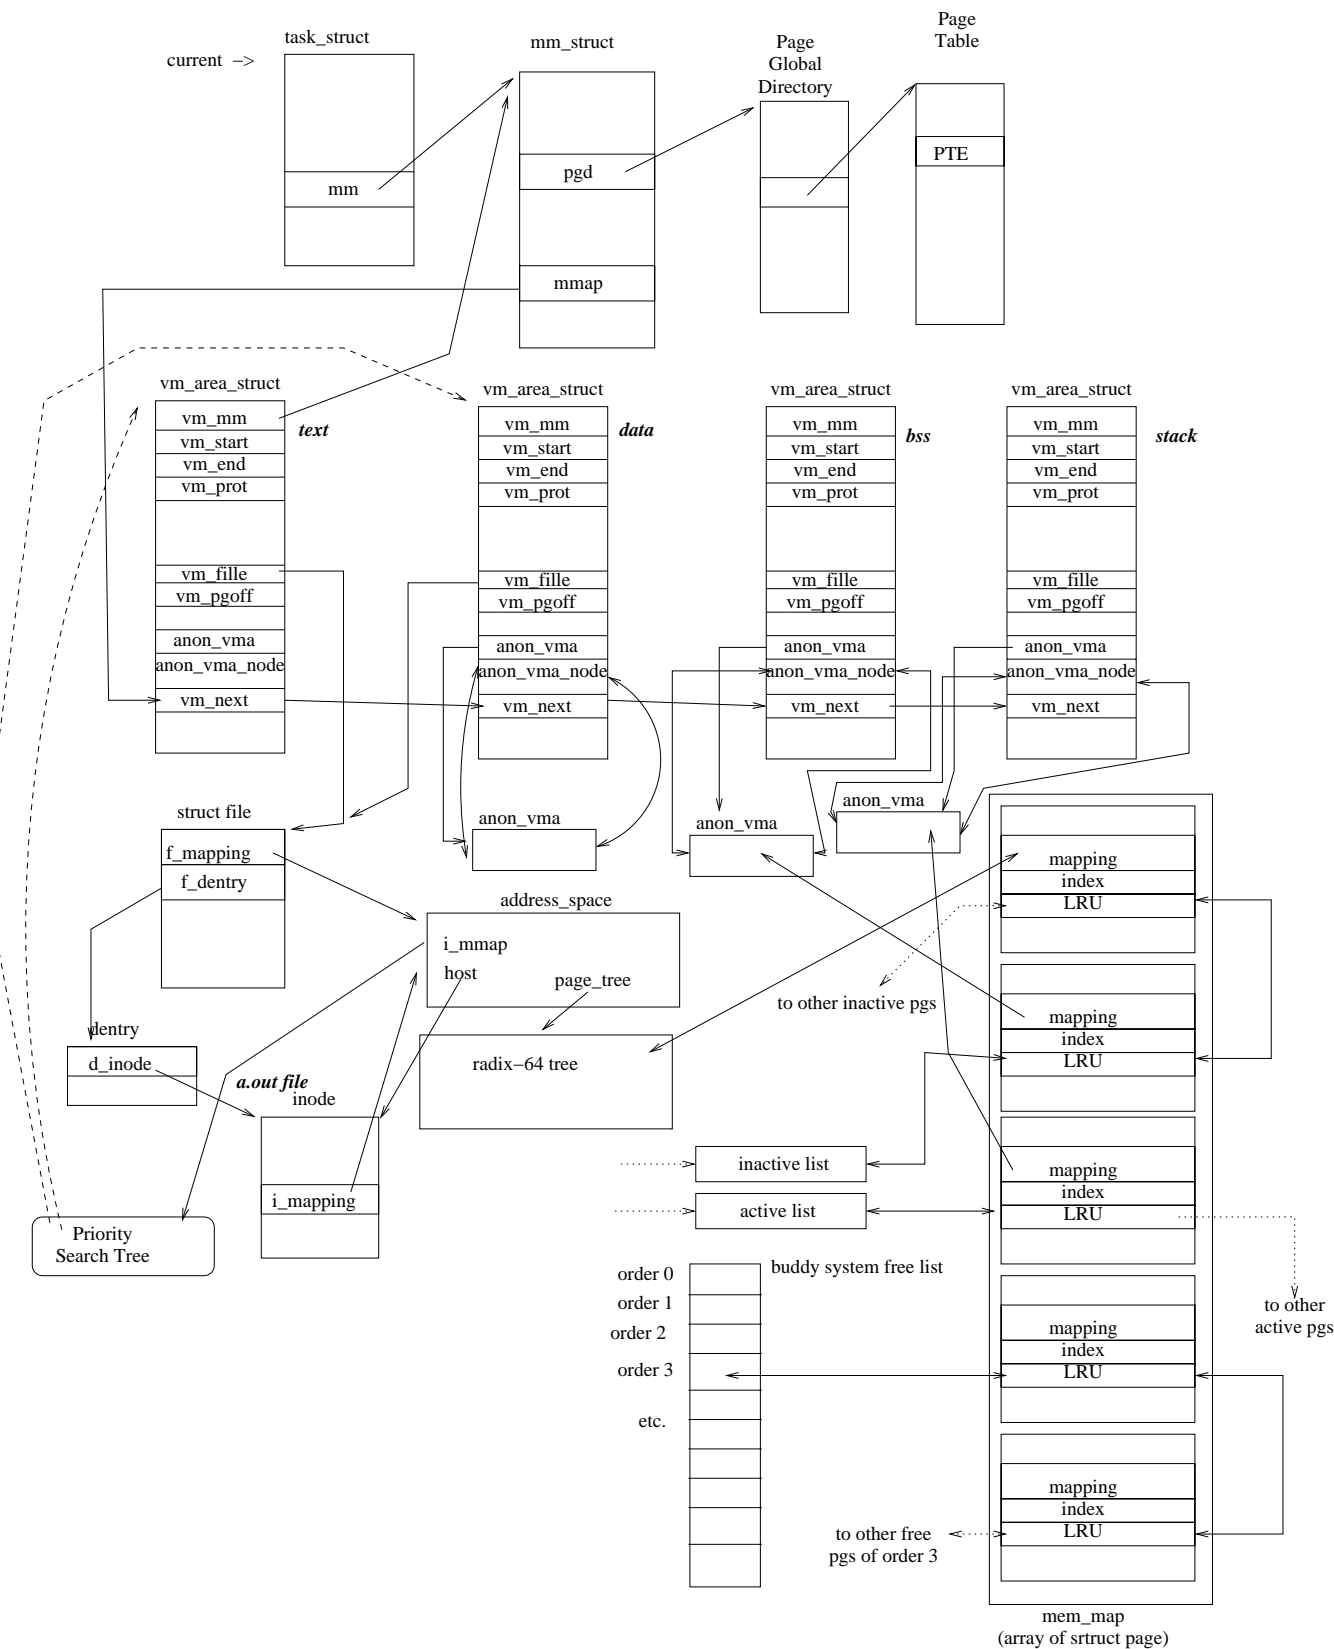 task_struct
current −>
mm
mm_struct
pgd
mmap
Page
Global
Directory
Page
Table
PTE
vm_area_struct
text
vm_mm
vm_start
vm_end
vm_prot
vm_fille
vm_pgoff
anon_vma
anon_vma_node
vm_next
vm_area_struct
data
vm_mm
vm_start
vm_end
vm_prot
vm_fille
vm_pgoff
anon_vma
anon_vma_node
vm_next
vm_area_struct
bss
vm_mm
vm_start
vm_end
vm_prot
vm_fille
vm_pgoff
anon_vma
anon_vma_node
vm_next
vm_area_struct
stack
vm_mm
vm_start
vm_end
vm_prot
vm_fille
vm_pgoff
anon_vma
anon_vma_node
vm_next
struct file
f_mapping
f_dentry
anon_vma
anon_vma
anon_vma
address_space
i_mmap
host
page_tree
radix−64 tree
dentry
d_inode
a.out file
inode
i_mapping
Priority
Search Tree
to other inactive pgs
inactive list
active list
buddy system free list
order 0
order 1
order 2
order 3
etc.
mapping
index
LRU
mapping
index
LRU
mapping
index
LRU
to other
active pgs
mapping
index
LRU
mapping
index
LRU
to other free
pgs of order 3
mem_map
(array of srtruct page)